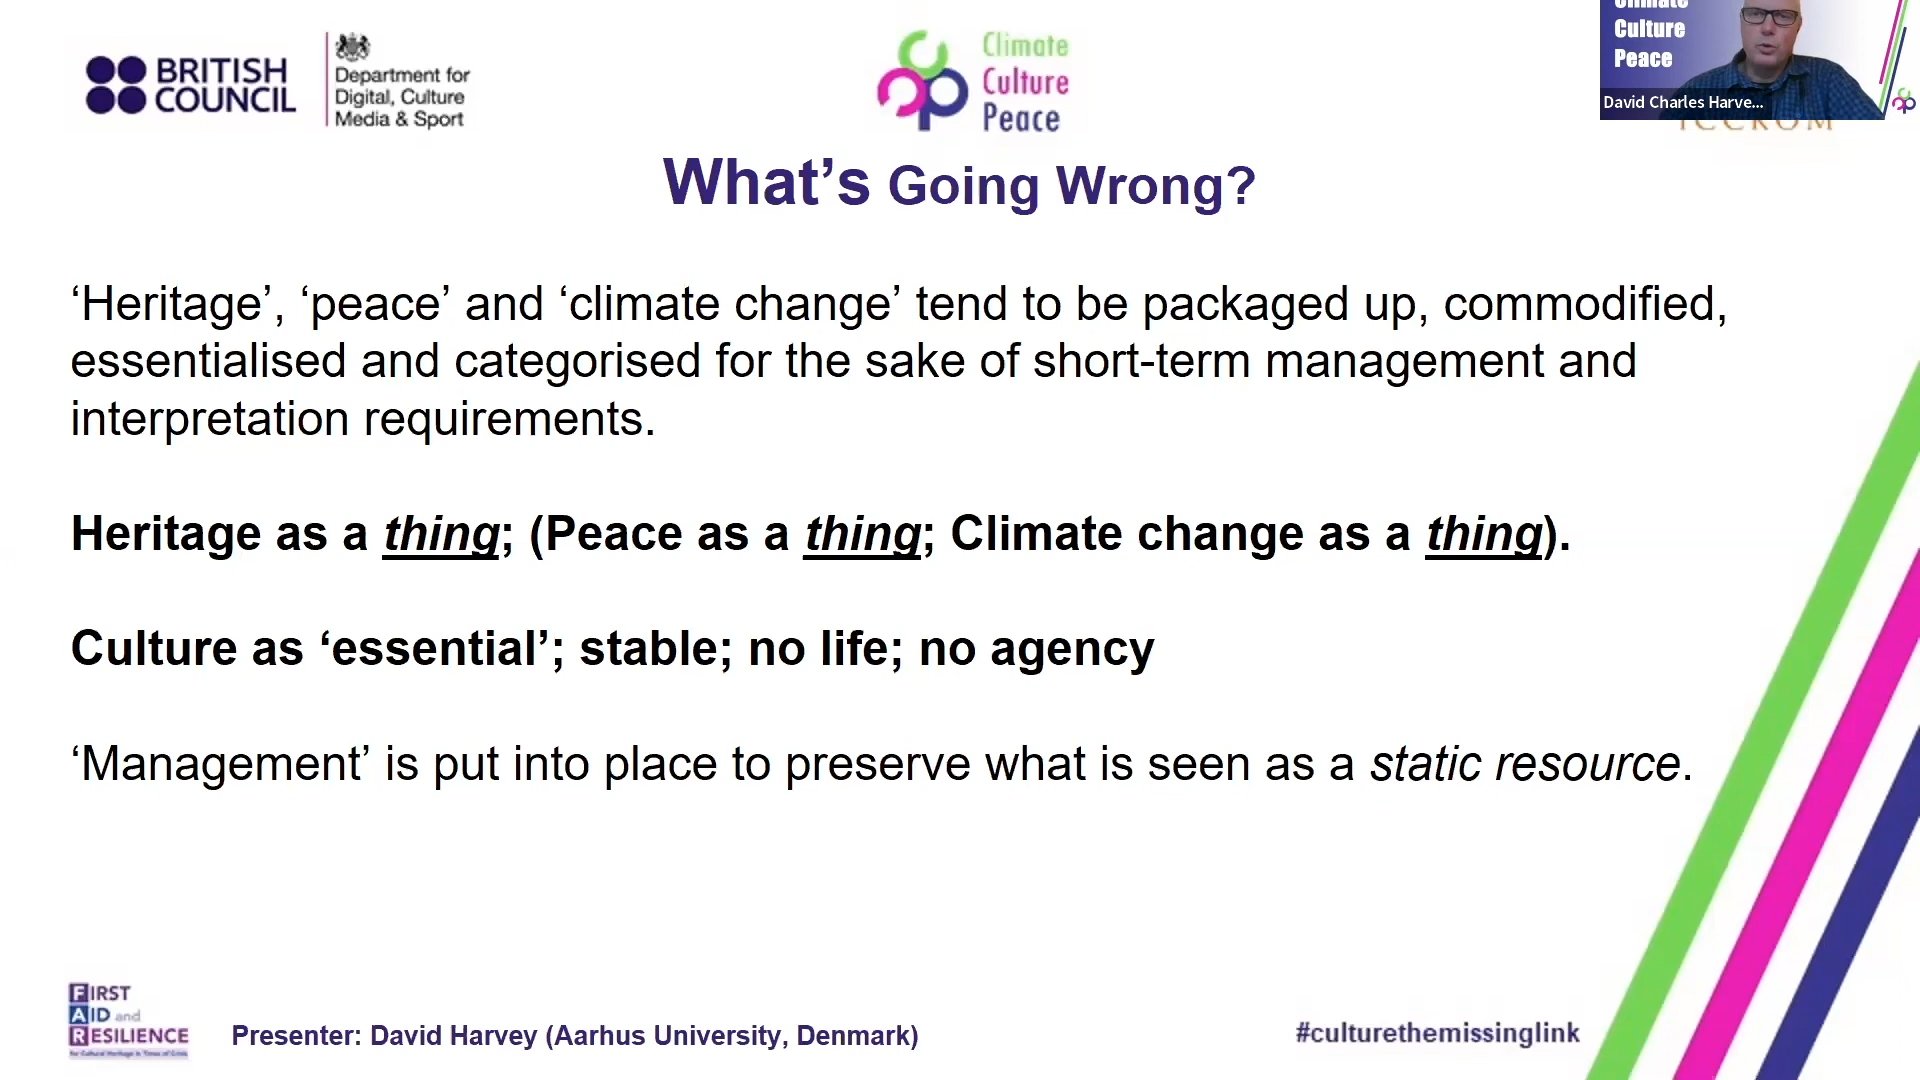 BRITISH
COUNCIL
Department for
Digital, Culture
Media & Sport
Climate
Culture
Peace
Climate
Culture
Peace
David Charles Harve...
ICCROM
What’s Going Wrong?
‘Heritage’, ‘peace’ and ‘climate change’ tend to be packaged up, commodified,
essentialised and categorised for the sake of short-term management and
interpretation requirements.
Heritage as a thing; (Peace as a thing; Climate change as a thing).
Culture as ‘essential’; stable; no life; no agency
‘Management’ is put into place to preserve what is seen as a static resource.
FIRST
AID and
RESILIENCE
for Cultural Heritage in Times of Crisis
Presenter: David Harvey (Aarhus University, Denmark)
#culturethemissinglink